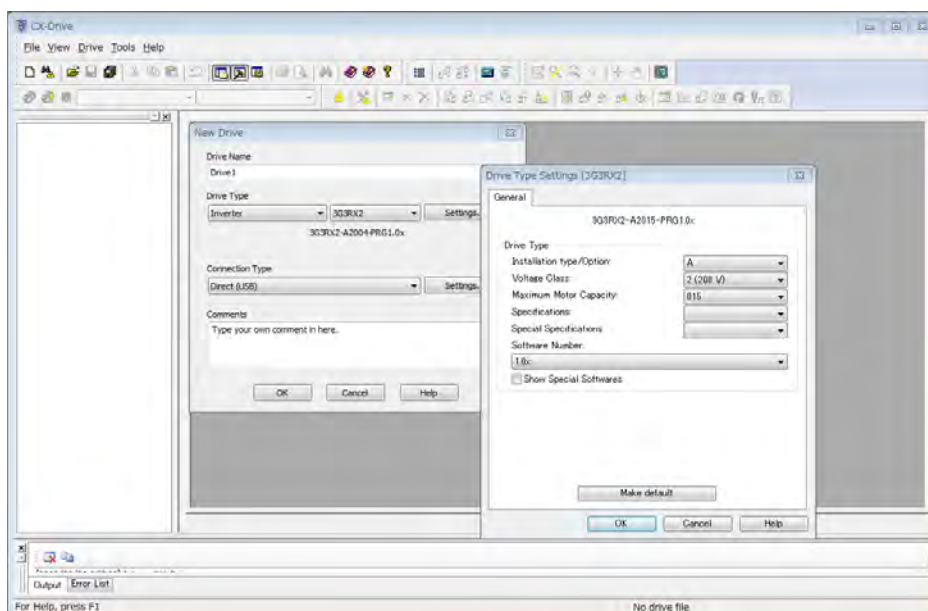 CX-Drive
File View Drive Tools Help
New Drive
Drive Name
Drive1
Drive Type
Inverter
3G3RX2
Settings.
3G3RX2-A2004-PRG1.0x
Connection Type
Direct (USB)
Settings.
Comments
Type your own comment in here.
OK
Cancel
Help
Drive Type Settings [3G3RX2]
General
3G3RX2-A2015-PRG1.0x
Drive Type
Installation type/Option:
A
Voltage Class:
2 (200 V)
Maximum Motor Capacity:
015
Specifications:
Special Specifications
Software Number:
1.0x
Show Special Softwares
Make default
OK
Cancel
Help
Output
Error List
For Help, press F1
No drive file